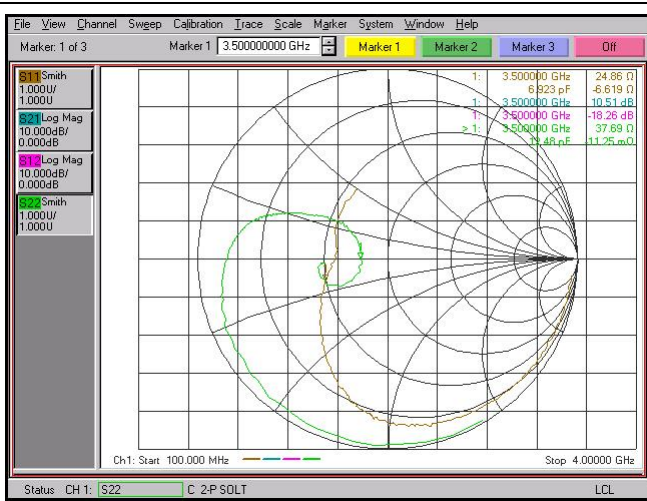 File View Channel Sweep Calibration Trace Scale Marker System Window Help
Marker: 1 of 3 Marker 1 3.500000000 GHz Marker 1 Marker 2 Marker 3 Off
S11 Smith
1.000U/
1.000U
S21 Log Mag
10.000dB/
0.000dB
S12 Log Mag
10.000dB/
0.000dB
S22 Smith
1.000U/
1.000U
1: 3.500000 GHz 24.86 Ω
6.923 pF -6.619 Ω
1: 3.500000 GHz 10.51 dB
1: 3.500000 GHz -18.26 dB
> 1: 3.500000 GHz 37.69 Ω
pF -11.25 mΩ
Ch1: Start 100.000 MHz Stop 4.00000 GHz
Status CH 1: S22 C 2-P SOLT LCL